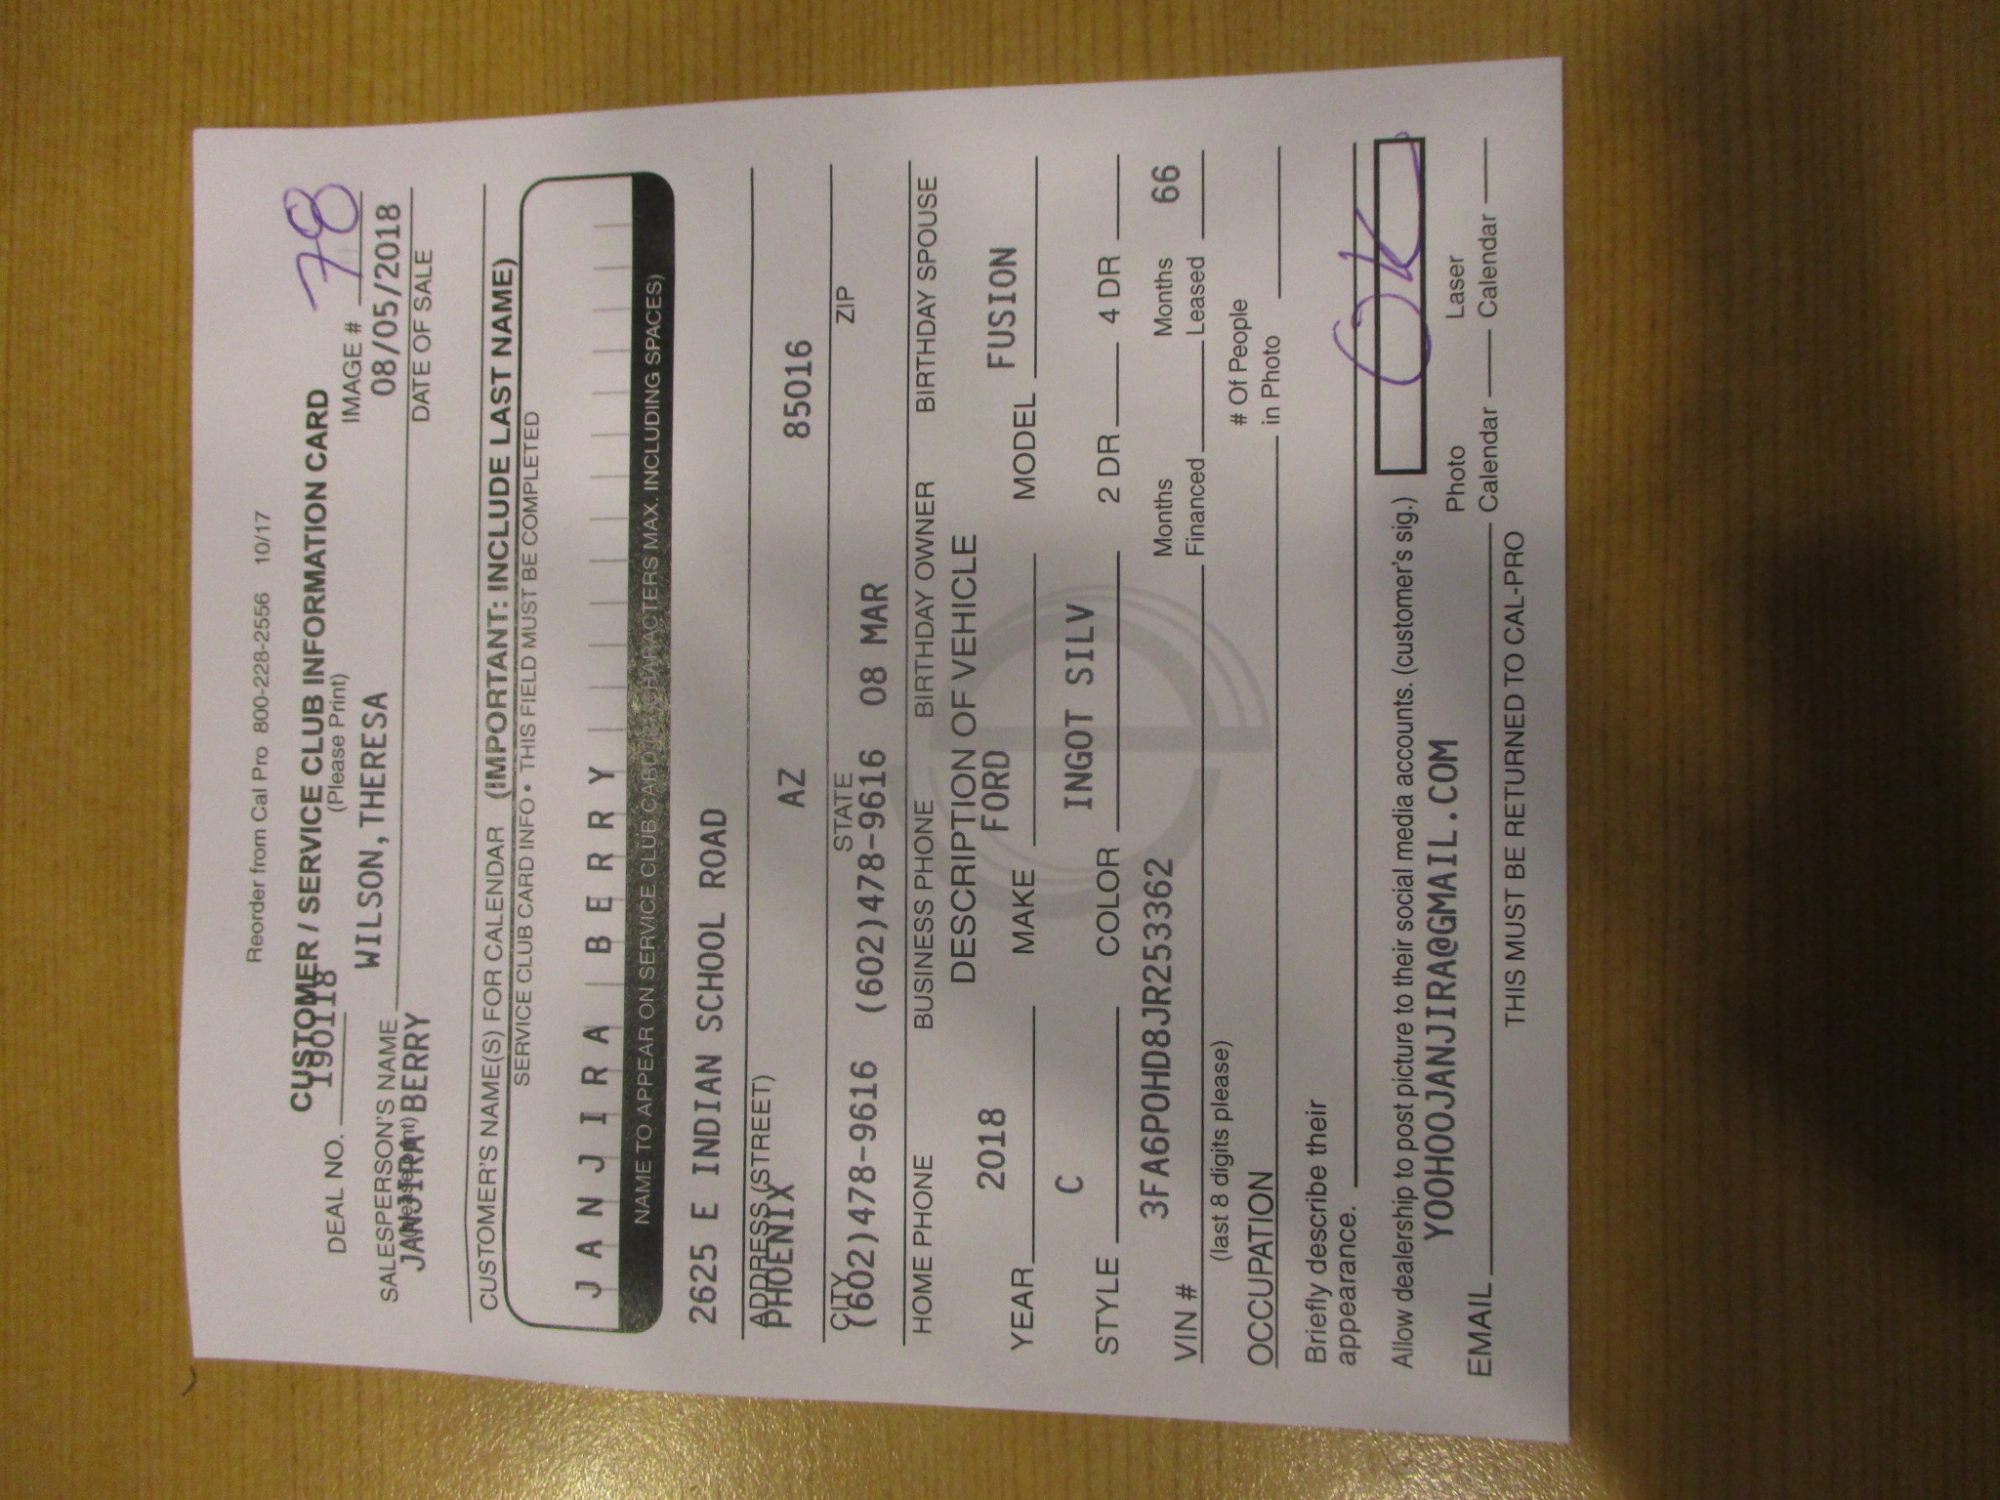 Reorder from Cal Pro 800-228-2556 10/17
CUSTOMER / SERVICE CLUB INFORMATION CARD
(Please Print)
DEAL NO. 190118 IMAGE # 78
WILSON,THERESA 08/05/2018
SALESPERSON'S NAME DATE OF SALE
JANJIRA BERRY
CUSTOMER'S NAME(S) FOR CALENDAR (IMPORTANT: INCLUDE LAST NAME)
SERVICE CLUB CARD INFO • THIS FIELD MUST BE COMPLETED
JANJIRA BERRY
NAME TO APPEAR ON SERVICE CLUB CARD CHARACTERS MAX. INCLUDING SPACES)
2625 E INDIAN SCHOOL ROAD
ADDRESS (STREET)
PHOENIX AZ 85016
CITY STATE ZIP
(602)478-9616 (602)478-9616 08 MAR
HOME PHONE BUSINESS PHONE BIRTHDAY OWNER BIRTHDAY SPOUSE
DESCRIPTION OF VEHICLE
YEAR 2018 MAKE FORD MODEL FUSION
STYLE C COLOR INGOT SILV 2 DR 4 DR
VIN # 3FA6P0HD8JR253362 Months Financed Months Leased 66
(last 8 digits please)
OCCUPATION # Of People in Photo
Briefly describe their
appearance.
Allow dealership to post picture to their social media accounts. (customer's sig.) OK
EMAIL YOOHOOJANJIRA@GMAIL.COM Photo Calendar Laser Calendar
THIS MUST BE RETURNED TO CAL-PRO